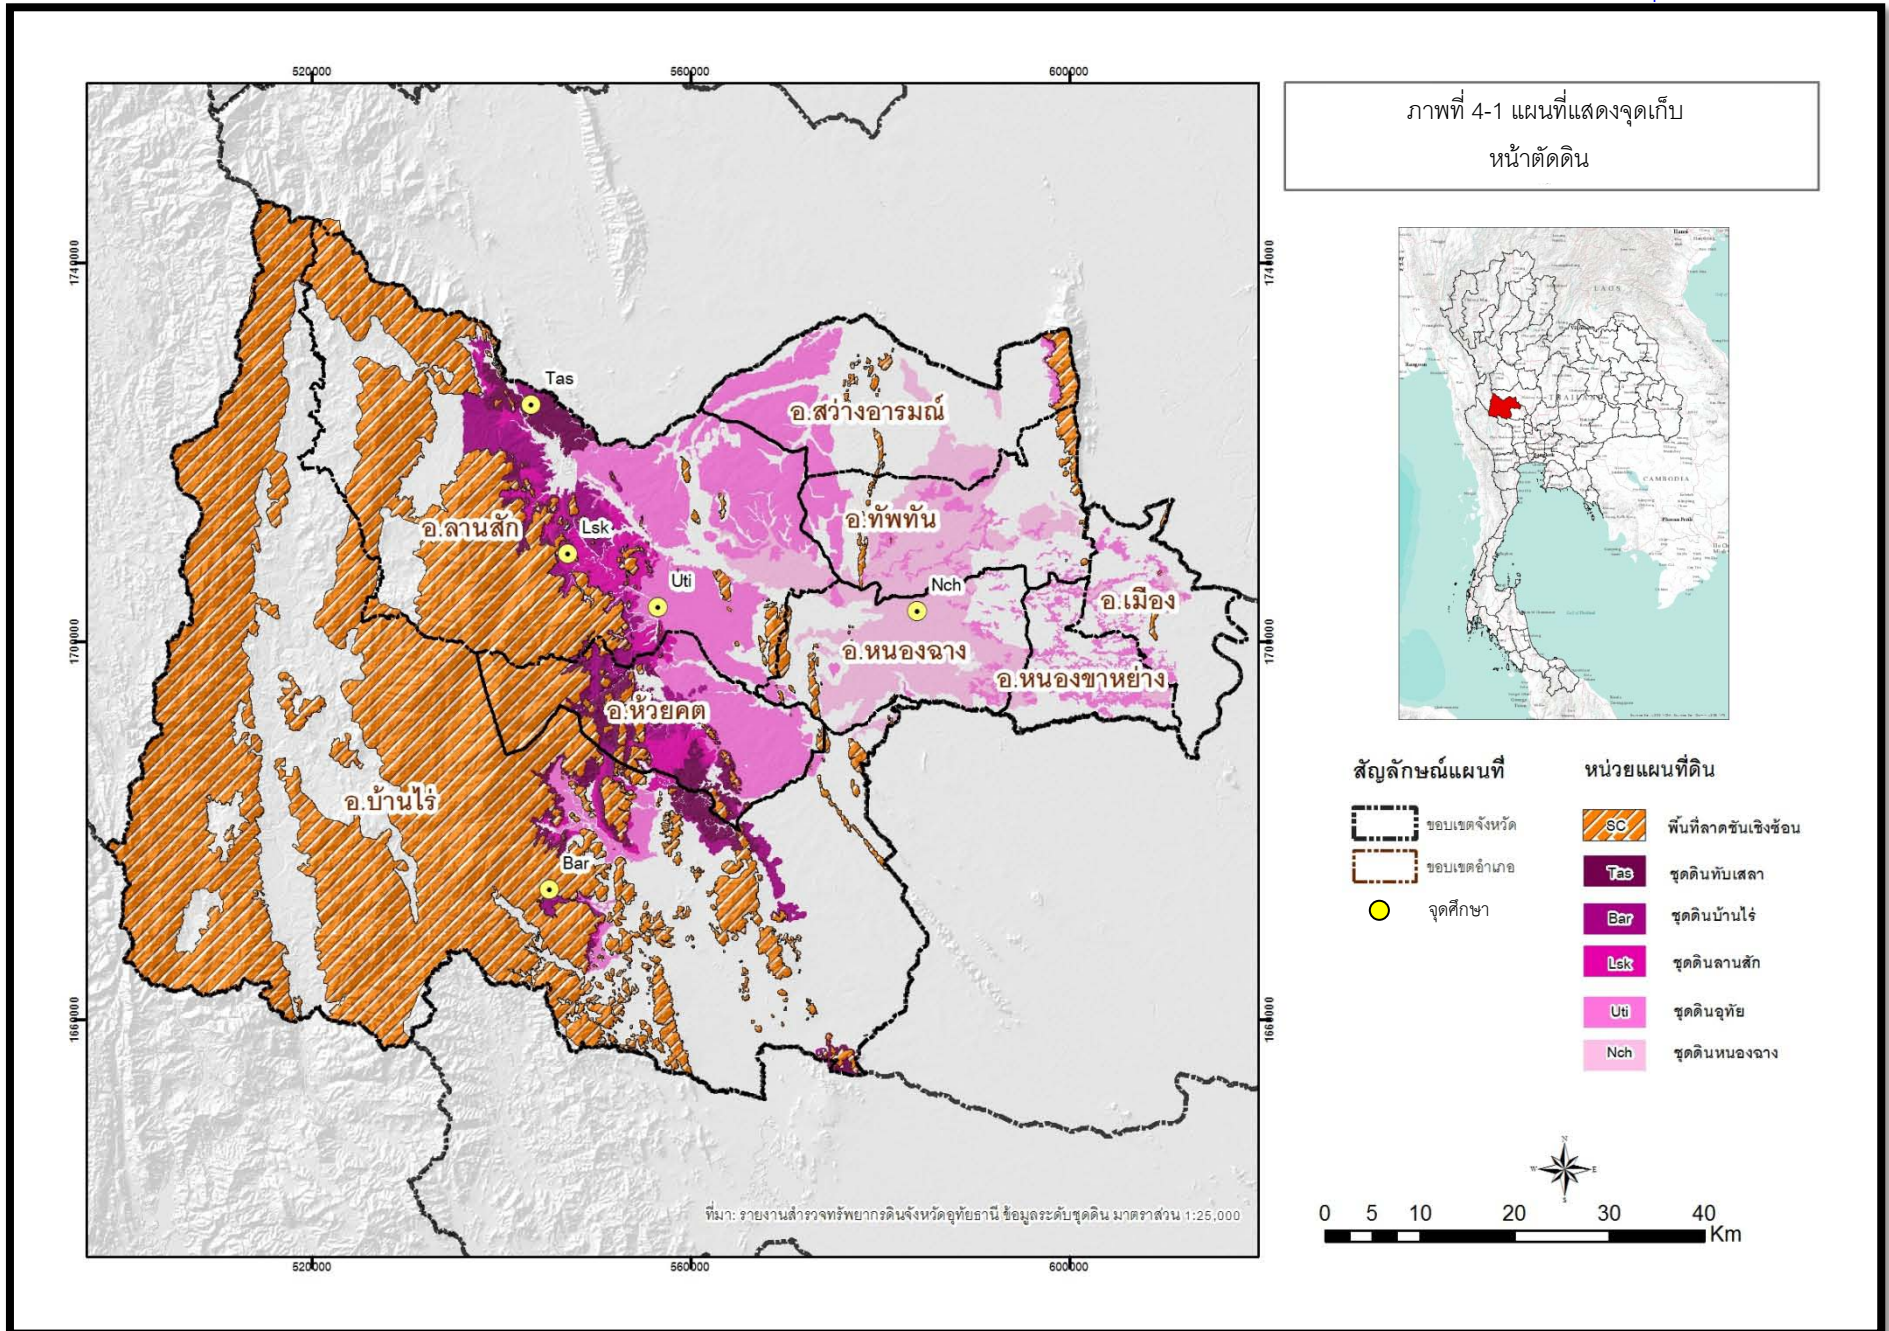 ภาพที่ 4-1 แผนที่แสดงจุดเก็บ
หน้าตัดดิน
520000 560000 600000
1740000 1740000
Tas
อ.สว่างอารมณ์
อ.ลานสัก
Lsk
อ.ทัพทัน
Uti
Nch
อ.เมือง
1700000 1700000
อ.หนองฉาง
อ.หนองขาหย่าง
อ.ห้วยคต
อ.บ้านไร่
Bar
1660000 1660000
ที่มา: รายงานสำรวจทรัพยากรดินจังหวัดอุทัยธานี ข้อมูลระดับชุดดิน มาตราส่วน 1:25,000
520000 560000 600000
LAOS
THAILAND
CAMBODIA
สัญลักษณ์แผนที่
ขอบเขตจังหวัด
ขอบเขตอำเภอ
จุดศึกษา
หน่วยแผนที่ดิน
SC พื้นที่ลาดชันเชิงซ้อน
Tas ชุดดินทับเสลา
Bar ชุดดินบ้านไร่
Lsk ชุดดินลานสัก
Uti ชุดดินอุทัย
Nch ชุดดินหนองฉาง
N
W E
S
0 5 10 20 30 40
Km